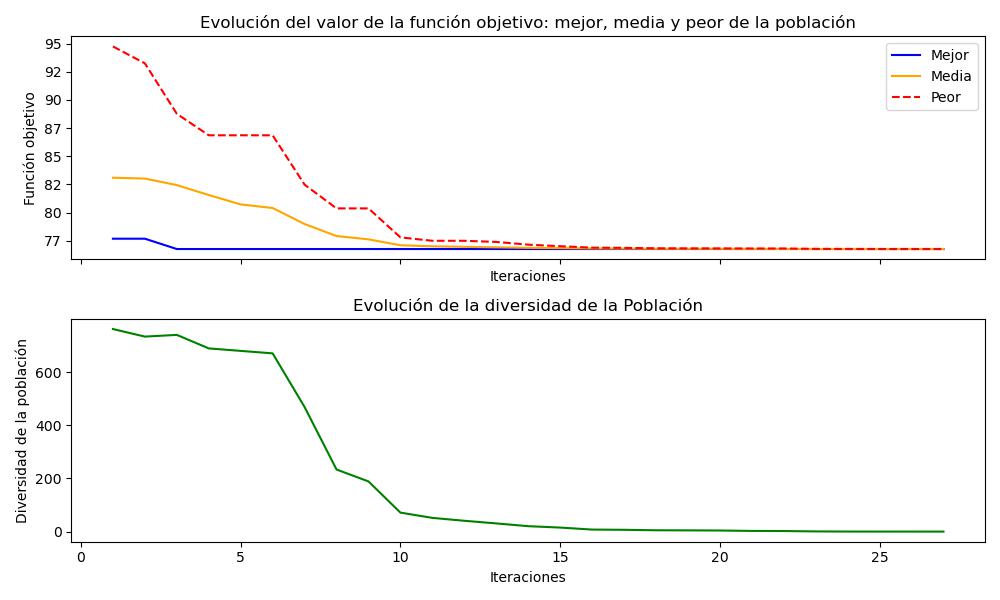 Evolución del valor de la función objetivo: mejor, media y peor de la población
Función objetivo
95
92
90
87
85
82
80
77
Mejor
Media
Peor
Iteraciones
Evolución de la diversidad de la Población
Diversidad de la población
600
400
200
0
0 5 10 15 20 25
Iteraciones